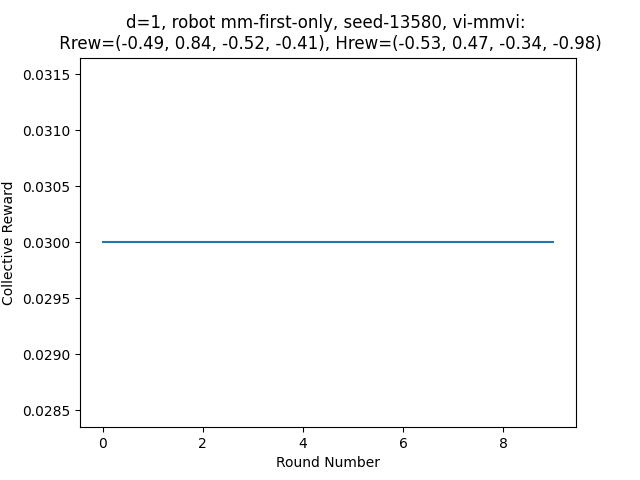 d=1, robot mm-first-only, seed-13580, vi-mmvi:
Rrew=(-0.49, 0.84, -0.52, -0.41), Hrew=(-0.53, 0.47, -0.34, -0.98)
0.0315
0.0310
0.0305
0.0300
0.0295
0.0290
0.0285
Collective Reward
0 2 4 6 8
Round Number